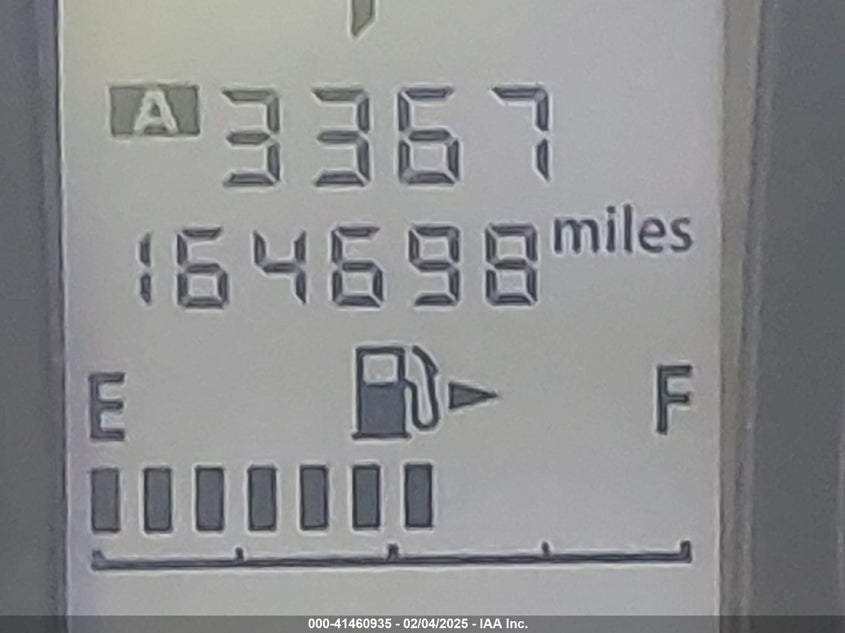 A 3367
164698 miles
E F
000-41460935 - 02/04/2025 - IAA Inc.